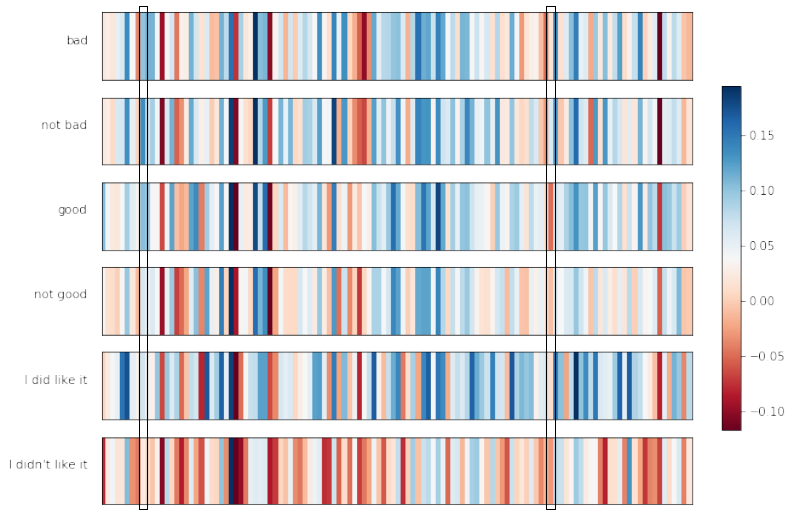 bad
not bad
good
not good
I did like it
I didn't like it
0.15
0.10
0.05
0.00
−0.05
−0.10